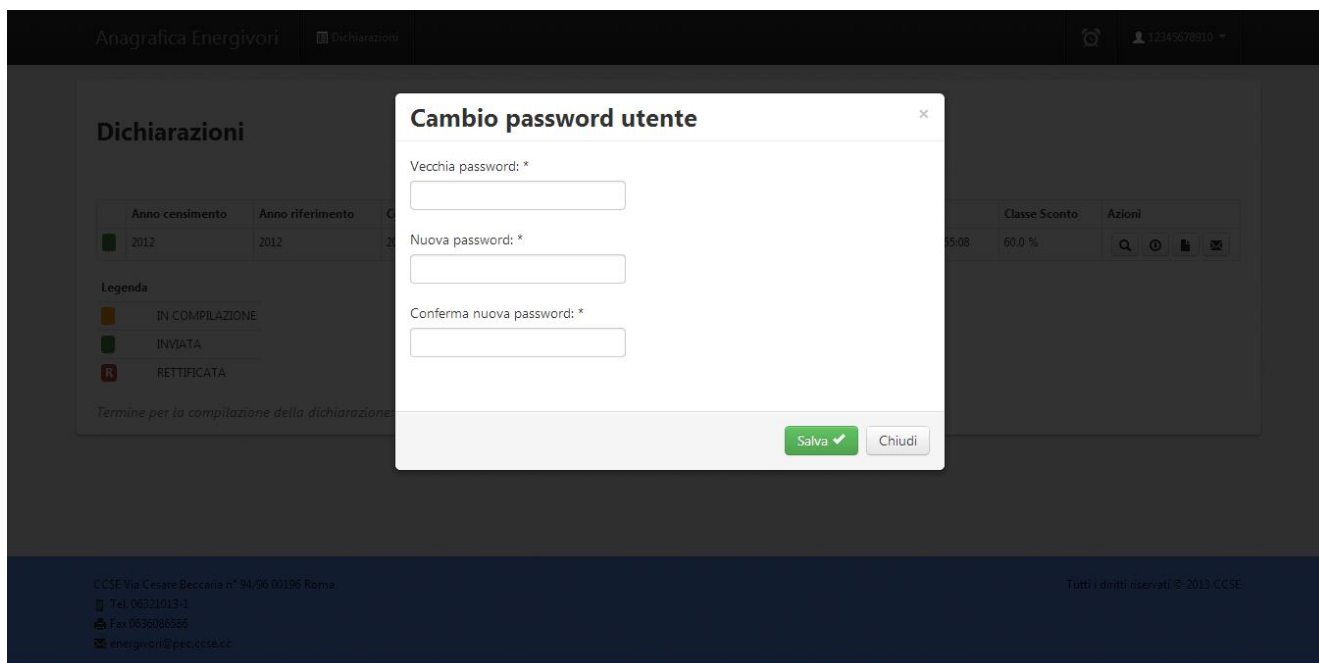 Anagrafica Energivori Dichiarazioni 12345678910
Cambio password utente ×
Dichiarazioni
Vecchia password: *
Anno censimento Anno riferimento Classe Sconto Azioni
2012 2012 55:08 60.0 %
Nuova password: *
Legenda
IN COMPILAZIONE
Conferma nuova password: *
INVIATA
R RETTIFICATA
Termine per la compilazione della dichiarazione:
Salva Chiudi
CCSE Via Cesare Beccaria n° 94/96 00196 Roma Tutti i diritti riservati © 2013 CCSE
Tel. 06321013-1
Fax 0636086586
energivori@pec.ccse.cc